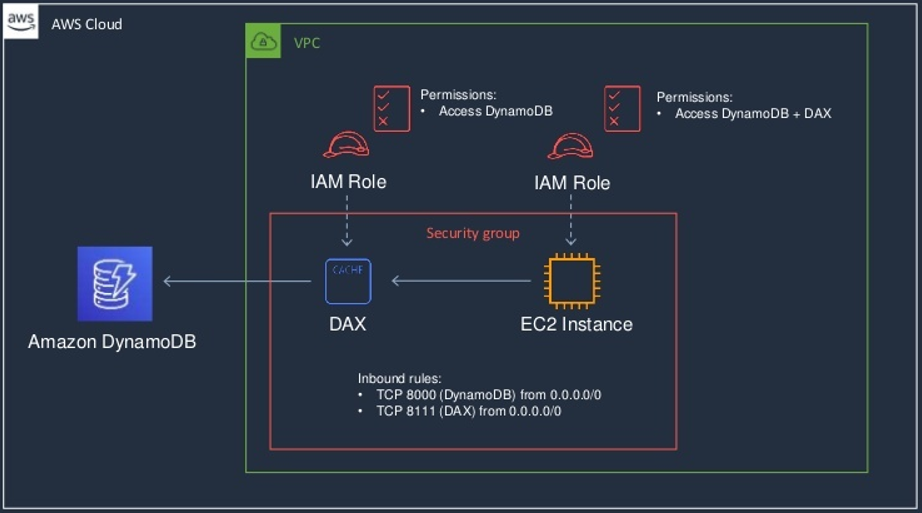 aws
AWS Cloud
VPC
Permissions:
• Access DynamoDB
Permissions:
• Access DynamoDB + DAX
IAM Role
IAM Role
Security group
CACHE
DAX
EC2 Instance
Amazon DynamoDB
Inbound rules:
• TCP 8000 (DynamoDB) from 0.0.0.0/0
• TCP 8111 (DAX) from 0.0.0.0/0